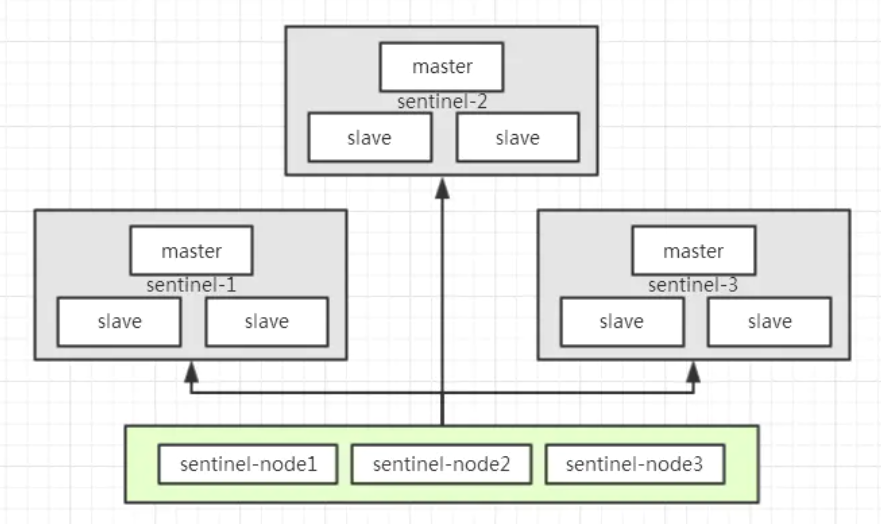 master
sentinel-2
slave
slave
master
sentinel-1
slave
slave
master
sentinel-3
slave
slave
sentinel-node1
sentinel-node2
sentinel-node3